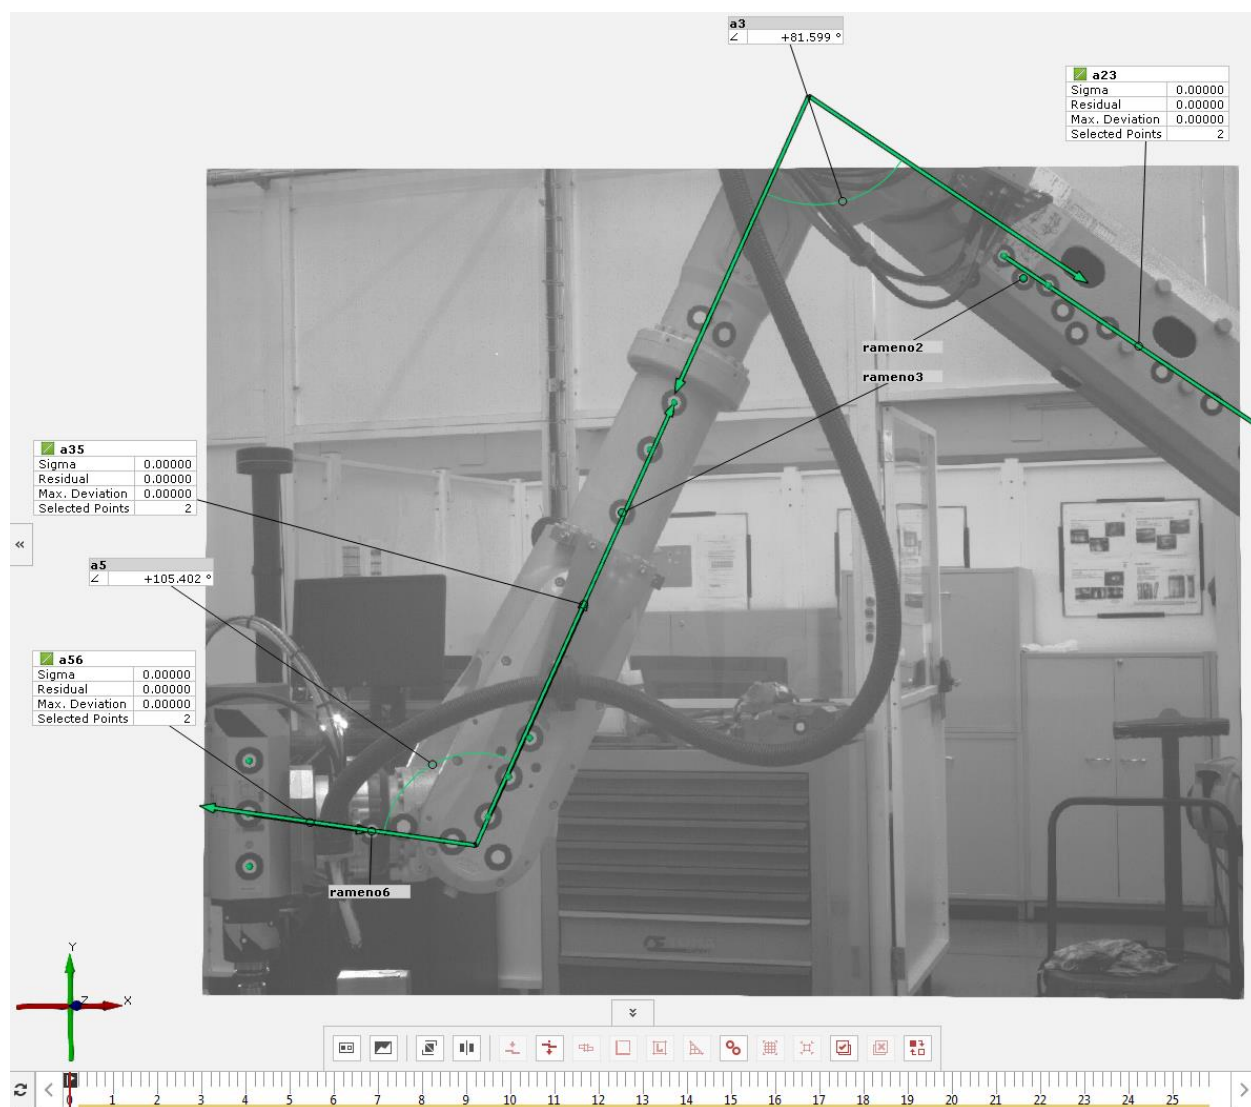 a3
∠ +81.599 °
a23
Sigma 0.00000
Residual 0.00000
Max. Deviation 0.00000
Selected Points 2
rameno2
rameno3
a35
Sigma 0.00000
Residual 0.00000
Max. Deviation 0.00000
Selected Points 2
«
a5
∠ +105.402 °
a56
Sigma 0.00000
Residual 0.00000
Max. Deviation 0.00000
Selected Points 2
rameno6
Y
Z X
0 1 2 3 4 5 6 7 8 9 10 11 12 13 14 15 16 17 18 19 20 21 22 23 24 25